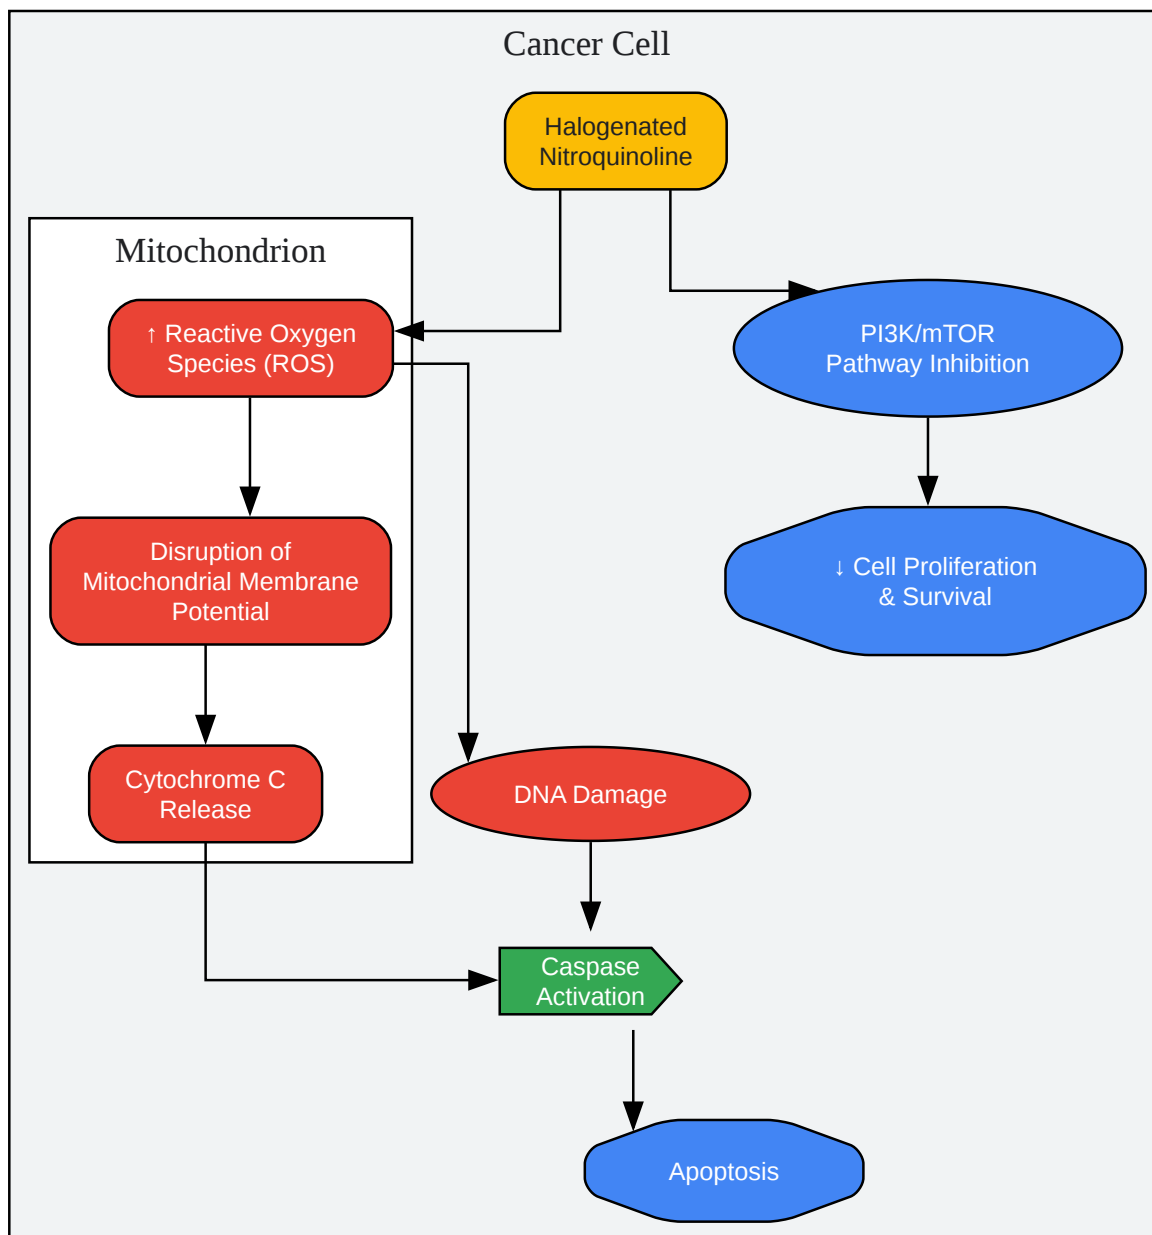 Cancer Cell
Halogenated
Nitroquinoline
Mitochondrion
↑ Reactive Oxygen
Species (ROS)
PI3K/mTOR
Pathway Inhibition
Disruption of
Mitochondrial Membrane
Potential
↓ Cell Proliferation
& Survival
Cytochrome C
Release
DNA Damage
Caspase
Activation
Apoptosis